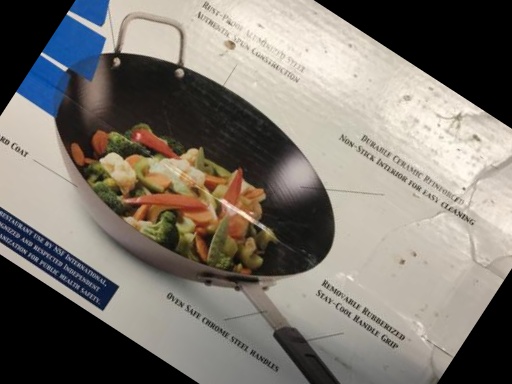 Rust-Proof Aluminized Steel
Authentic Spun Construction
Durable Ceramic Reinforced
Non-Stick Interior for easy cleaning
rd Coat
restaurant use by NSF International,
gnized and respected independent
anization for public health safety.
Oven Safe Chrome Steel Handles
Removable Rubberized
Stay-Cool Handle Grip